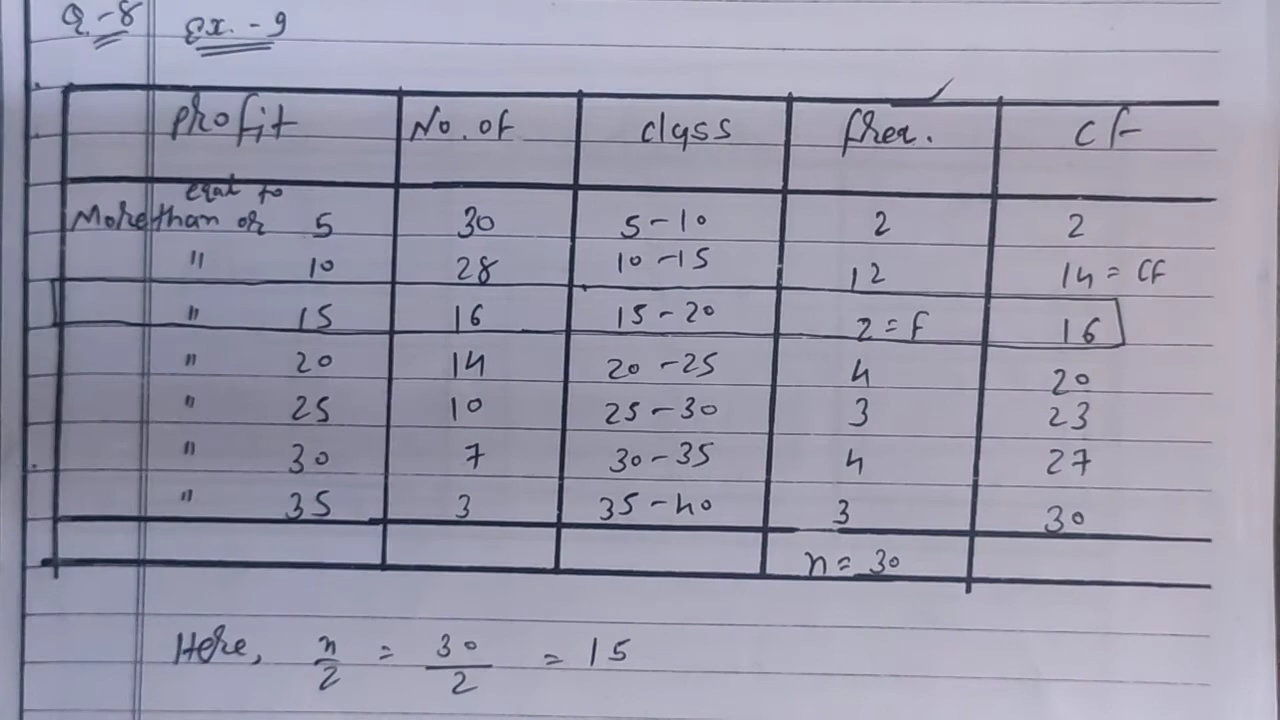 Q.-8 Ex.-9
Profit No. of class freq. CF
eqal to
More than or 5 30 5-10 2 2
" 10 28 10-15 12 14 = CF
" 15 16 15-20 2 = F 16
" 20 14 20-25 4 20
" 25 10 25-30 3 23
" 30 7 30-35 4 27
" 35 3 35-40 3 30
n = 30
Here, n/2 = 30/2 = 15